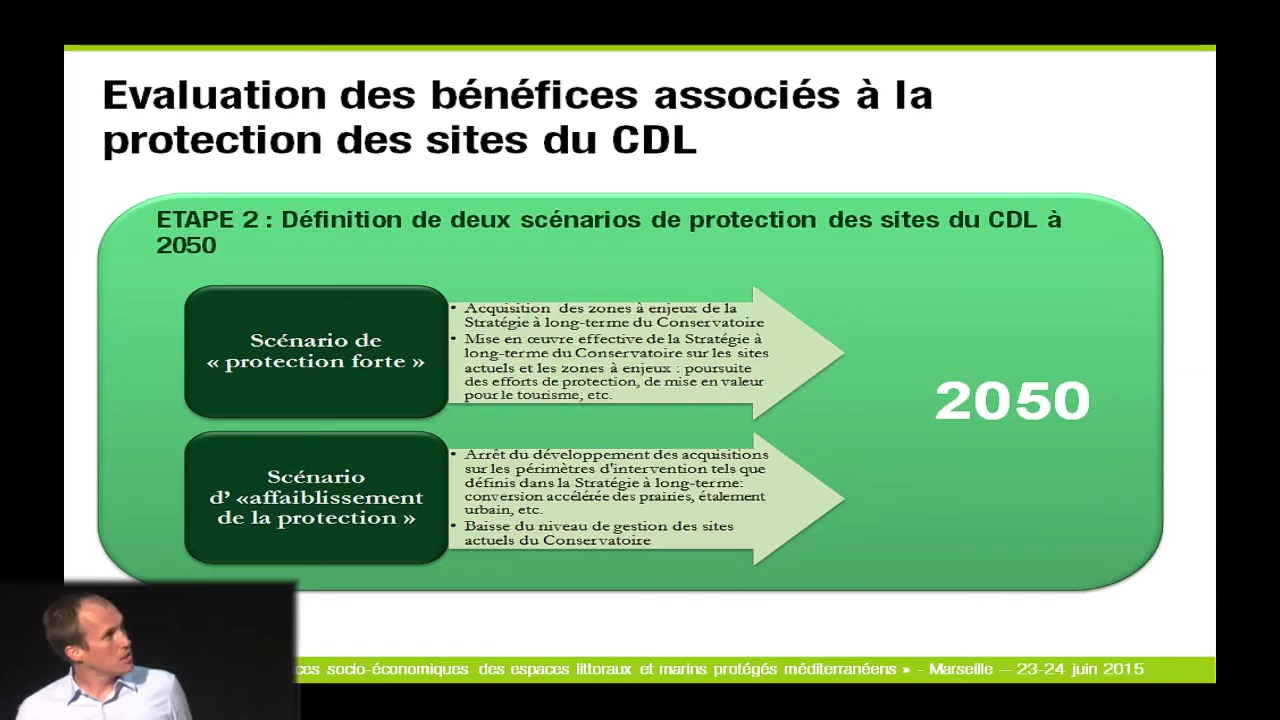 Evaluation des bénéfices associés à la
protection des sites du CDL
ETAPE 2 : Définition de deux scénarios de protection des sites du CDL à
2050
Scénario de
« protection forte »
• Acquisition des zones à enjeux de la
Stratégie à long-terme du Conservatoire
• Mise en œuvre effective de la Stratégie à
long-terme du Conservatoire sur les sites
actuels et les zones à enjeux : poursuite
des efforts de protection, de mise en valeur
pour le tourisme, etc.
2050
Scénario
d' «affaiblissement
de la protection »
• Arrêt du développement des acquisitions
sur les périmètres d'intervention tels que
définis dans la Stratégie à long-terme:
conversion accélérée des prairies, étalement
urbain, etc.
• Baisse du niveau de gestion des sites
actuels du Conservatoire
socio-économiques des espaces littoraux et marins protégés méditerranéens » - Marseille – 23-24 juin 2015